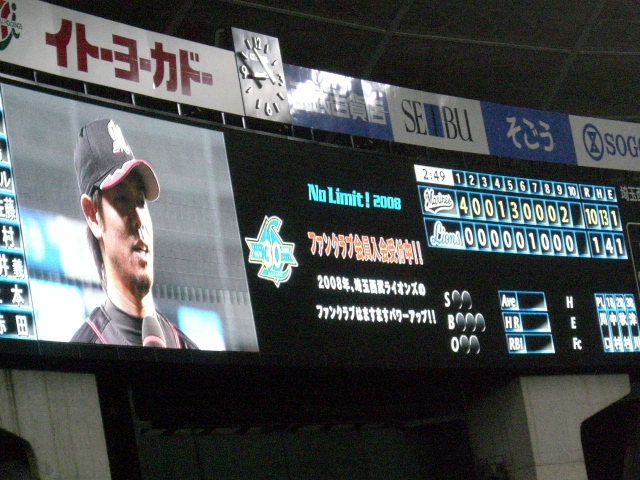 イトーヨーカドー
SEIBU
そごう
SOGO
No Limit! 2008
ファンクラブ会員入会受付中!!
2008年、埼玉西武ライオンズの
ファンクラブはますますパワーアップ!!
30
2:49 1 2 3 4 5 6 7 8 9 10 R H E
Marines 4 0 0 1 3 0 0 0 2 10 13 1
Lions 0 0 0 0 0 1 0 0 0 1 4 1
S
B
O
Ave
HR
RBI
H
E
Fc
PL 1B 2B 3B